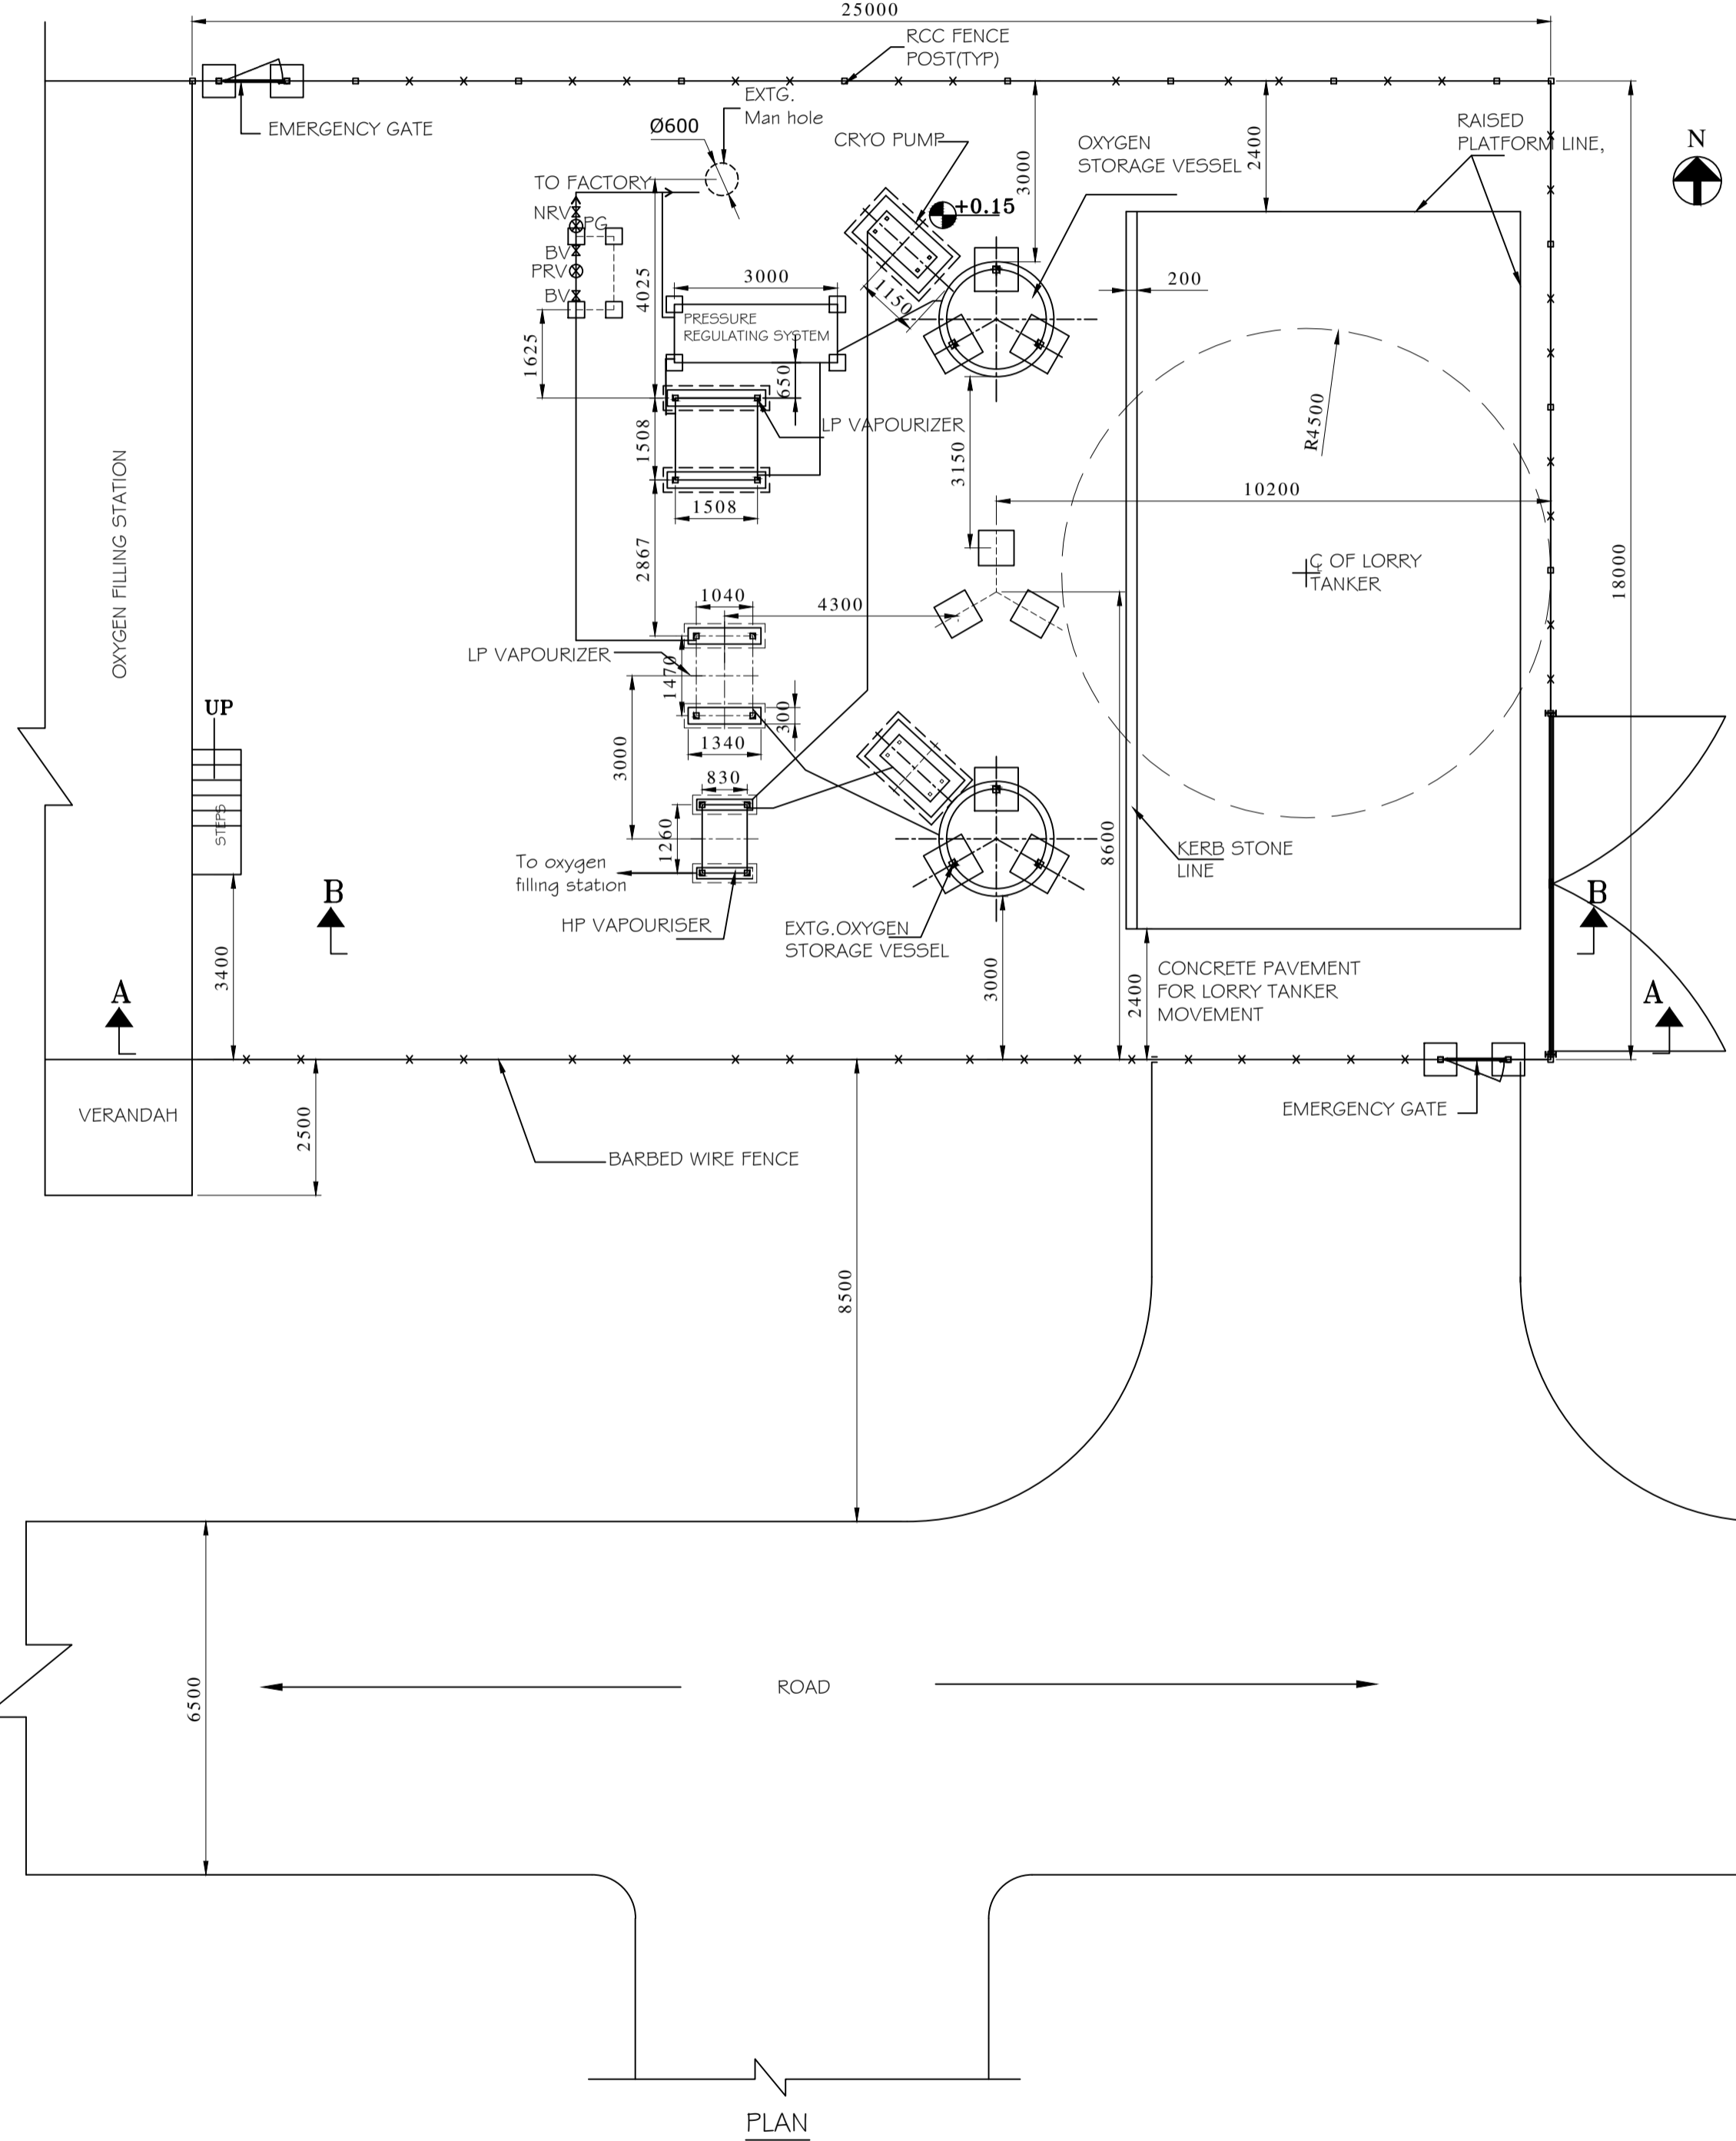 25000
RCC FENCE
POST(TYP)
EMERGENCY GATE
EXTG.
Man hole
Ø600
CRYO PUMP
OXYGEN
STORAGE VESSEL
3000
2400
RAISED
PLATFORM LINE,
N
TO FACTORY
NRV
PG
BV
PRV
BV
+0.15
4025
3000
1150
200
PRESSURE
REGULATING SYSTEM
1625
650
R4500
LP VAPOURIZER
1508
3150
1508
10200
OXYGEN FILLING STATION
2867
18000
℄ OF LORRY
TANKER
1040
4300
LP VAPOURIZER
1470
300
UP
3000
1340
830
STEPS
1260
8600
KERB STONE
LINE
To oxygen
filling station
B
B
HP VAPOURISER
EXTG.OXYGEN
STORAGE VESSEL
3400
3000
2400
CONCRETE PAVEMENT
FOR LORRY TANKER
MOVEMENT
A
A
VERANDAH
2500
EMERGENCY GATE
BARBED WIRE FENCE
8500
6500
ROAD
PLAN